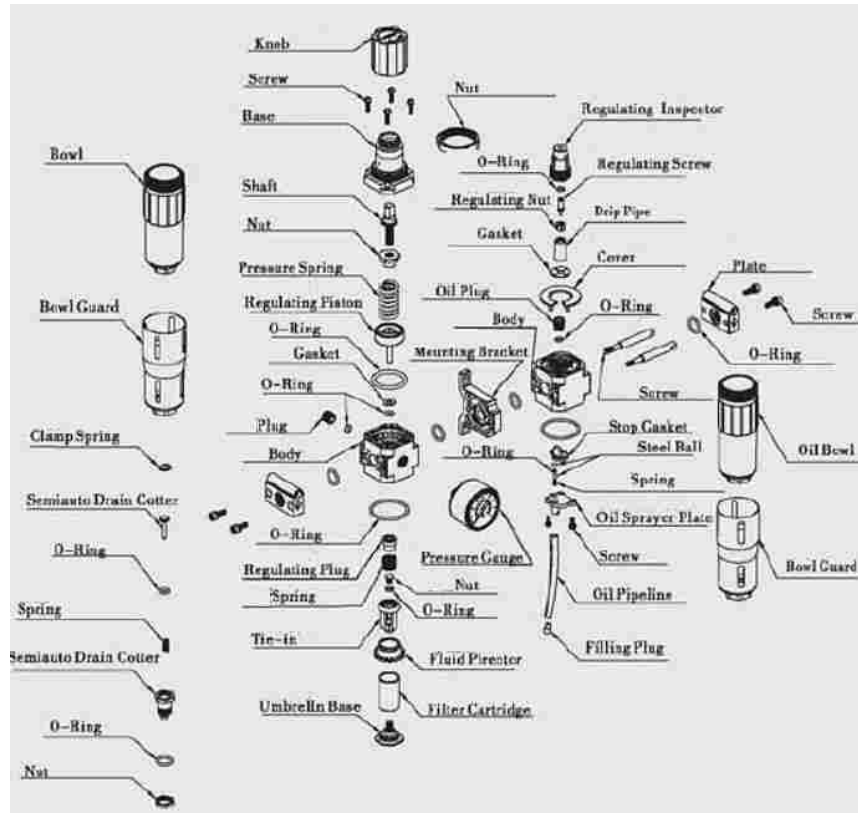 Knob
Screw
Base
Shaft
Nut
Pressure Spring
Regulating Piston
O-Ring
Gasket
O-Ring
Plug
Body
O-Ring
Regulating Plug
Spring
Nut
O-Ring
Tie-in
Fluid Pirector
Filter Cartridge
Umbrelln Base
Bowl
Bowl Guard
Clamp Spring
Semiauto Drain Cotter
O-Ring
Spring
Semiauto Drain Cotter
O-Ring
Nut
Nut
Regulating Inspector
O-Ring
Regulating Screw
Regulating Nut
Drip Pipe
Gasket
Cover
Oil Plug
O-Ring
Body
Mounting Bracket
Plate
Screw
O-Ring
Screw
Stop Gasket
Steel Ball
O-Ring
Spring
Oil Sprayer Plate
Screw
Pressure Gauge
Oil Pipeline
Filling Plug
Oil Bowl
Bowl Guard